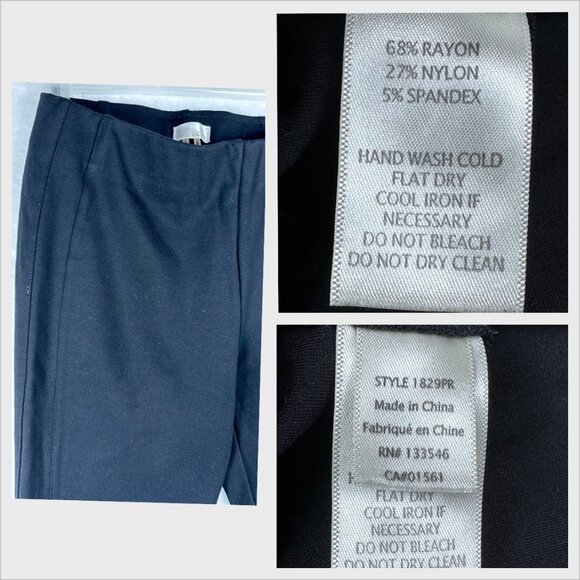 68% RAYON
27% NYLON
5% SPANDEX
HAND WASH COLD
FLAT DRY
COOL IRON IF
NECESSARY
DO NOT BLEACH
DO NOT DRY CLEAN
STYLE 1829PR
Made in China
Fabriqué en Chine
RN# 133546
CA#01561
FLAT DRY
COOL IRON IF
NECESSARY
DO NOT BLEACH
DO NOT DRY CLEAN